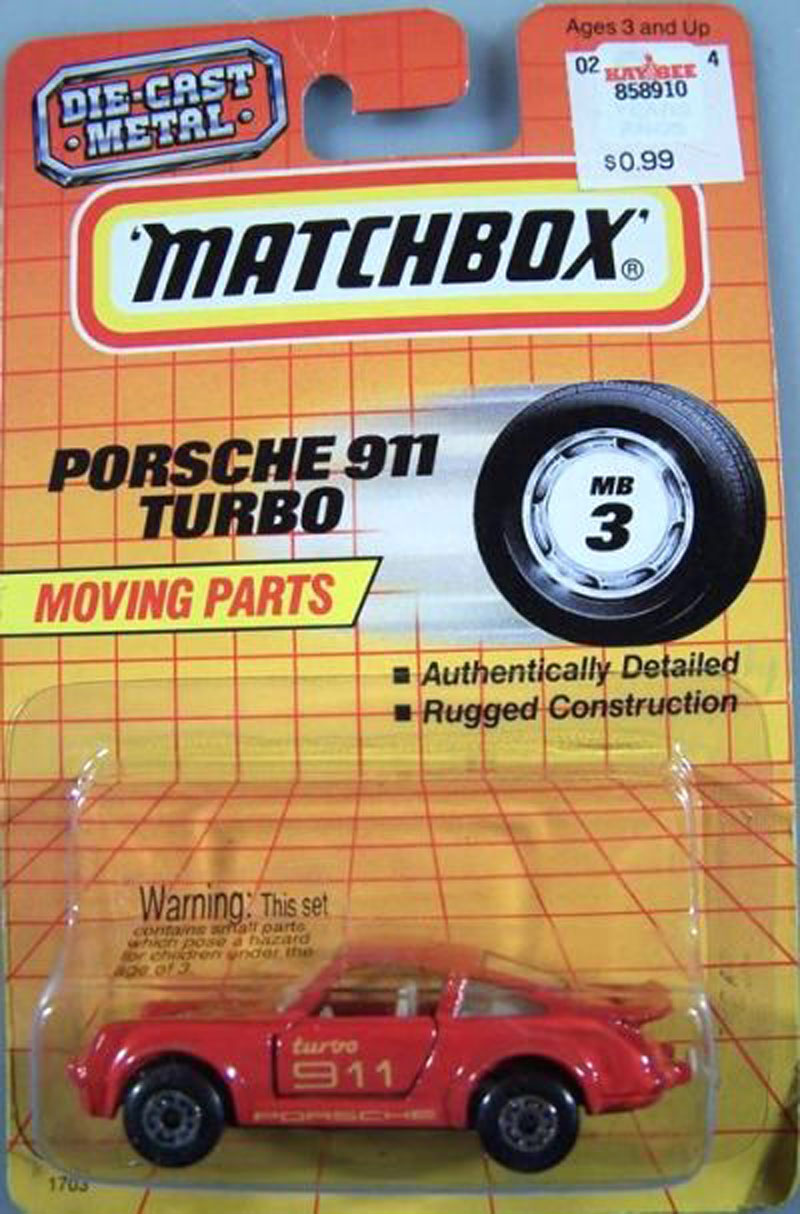 Ages 3 and Up
DIE-CAST
METAL
02 KAY BEE 4
858910
$0.99
'MATCHBOX'®
PORSCHE 911
TURBO
MB
3
MOVING PARTS
■ Authentically Detailed
■ Rugged Construction
Warning: This set
contains small parts
which pose a hazard
for children under the
age of 3.
turbo
911
PORSCHE
1703